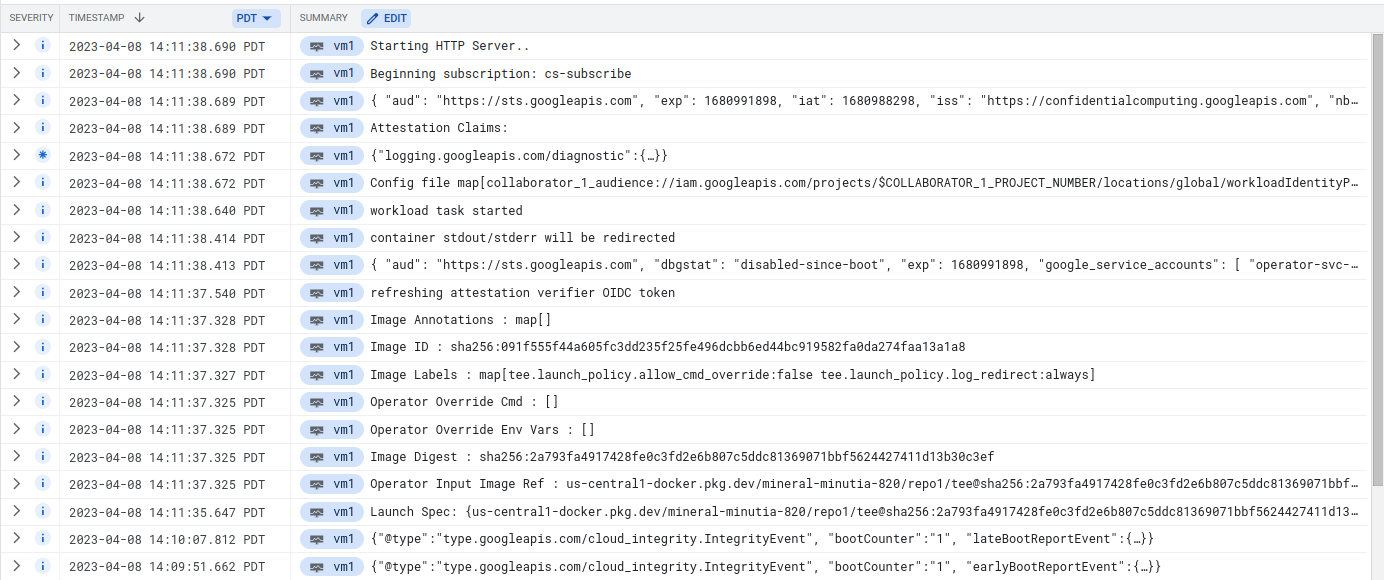 SEVERITY TIMESTAMP PDT SUMMARY EDIT
2023-04-08 14:11:38.690 PDT vm1 Starting HTTP Server..
2023-04-08 14:11:38.690 PDT vm1 Beginning subscription: cs-subscribe
2023-04-08 14:11:38.689 PDT vm1 { "aud": "https://sts.googleapis.com", "exp": 1680991898, "iat": 1680988298, "iss": "https://confidentialcomputing.googleapis.com", "nb…
2023-04-08 14:11:38.689 PDT vm1 Attestation Claims:
2023-04-08 14:11:38.672 PDT vm1 {"logging.googleapis.com/diagnostic":{…}}
2023-04-08 14:11:38.672 PDT vm1 Config file map[collaborator_1_audience://iam.googleapis.com/projects/$COLLABORATOR_1_PROJECT_NUMBER/locations/global/workloadIdentityP…
2023-04-08 14:11:38.640 PDT vm1 workload task started
2023-04-08 14:11:38.414 PDT vm1 container stdout/stderr will be redirected
2023-04-08 14:11:38.413 PDT vm1 { "aud": "https://sts.googleapis.com", "dbgstat": "disabled-since-boot", "exp": 1680991898, "google_service_accounts": [ "operator-svc-…
2023-04-08 14:11:37.540 PDT vm1 refreshing attestation verifier OIDC token
2023-04-08 14:11:37.328 PDT vm1 Image Annotations : map[]
2023-04-08 14:11:37.328 PDT vm1 Image ID : sha256:091f555f44a605fc3dd235f25fe496dcbb6ed44bc919582fa0da274faa13a1a8
2023-04-08 14:11:37.327 PDT vm1 Image Labels : map[tee.launch_policy.allow_cmd_override:false tee.launch_policy.log_redirect:always]
2023-04-08 14:11:37.325 PDT vm1 Operator Override Cmd : []
2023-04-08 14:11:37.325 PDT vm1 Operator Override Env Vars : []
2023-04-08 14:11:37.325 PDT vm1 Image Digest : sha256:2a793fa4917428fe0c3fd2e6b807c5ddc81369071bbf5624427411d13b30c3ef
2023-04-08 14:11:37.325 PDT vm1 Operator Input Image Ref : us-central1-docker.pkg.dev/mineral-minutia-820/repo1/tee@sha256:2a793fa4917428fe0c3fd2e6b807c5ddc81369071bbf…
2023-04-08 14:11:35.647 PDT vm1 Launch Spec: {us-central1-docker.pkg.dev/mineral-minutia-820/repo1/tee@sha256:2a793fa4917428fe0c3fd2e6b807c5ddc81369071bbf5624427411d13…
2023-04-08 14:10:07.812 PDT vm1 {"@type":"type.googleapis.com/cloud_integrity.IntegrityEvent", "bootCounter":"1", "lateBootReportEvent":{…}}
2023-04-08 14:09:51.662 PDT vm1 {"@type":"type.googleapis.com/cloud_integrity.IntegrityEvent", "bootCounter":"1", "earlyBootReportEvent":{…}}